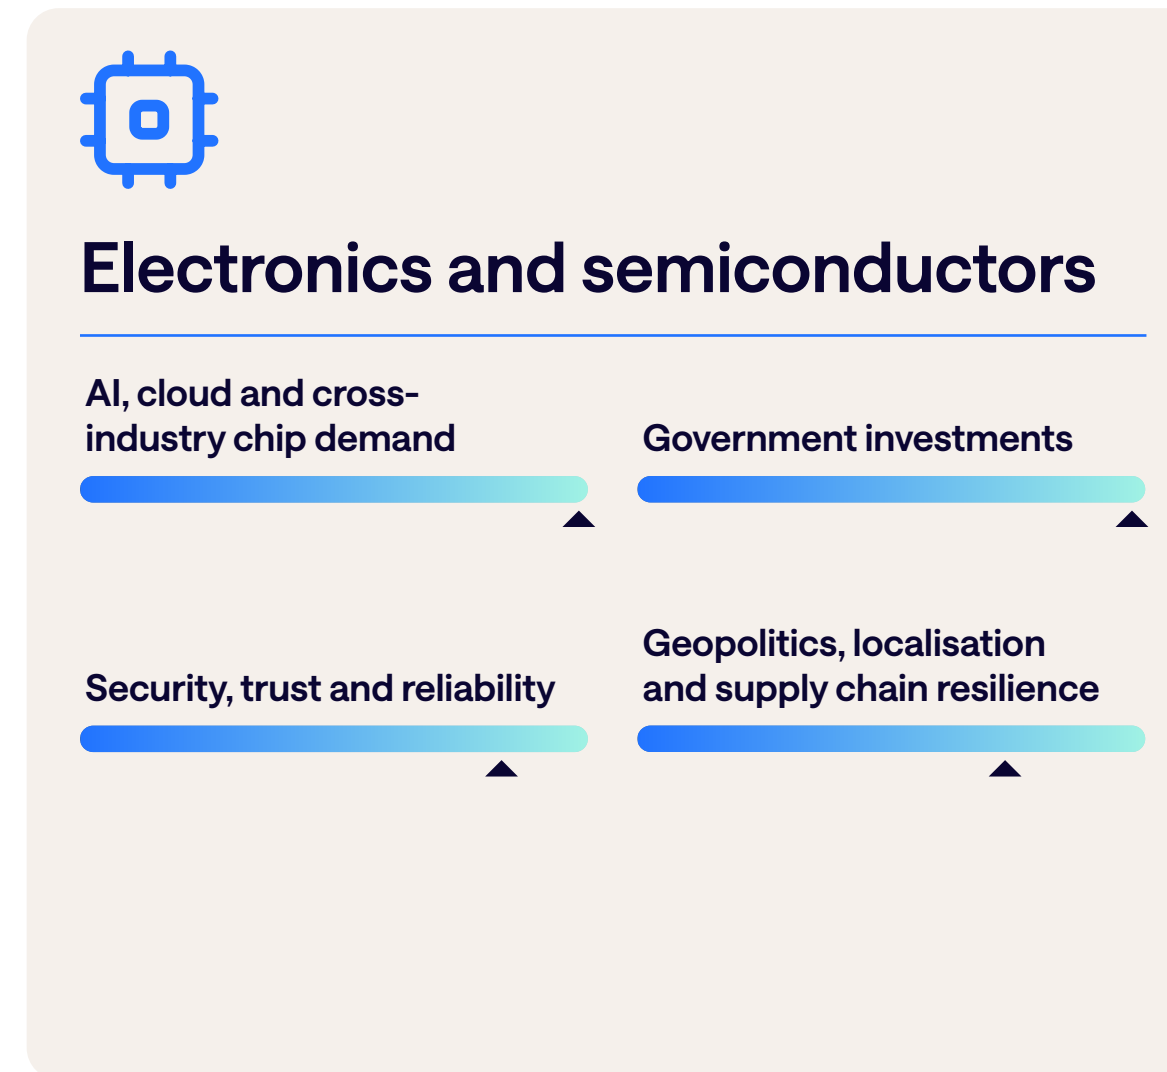 Electronics and semiconductors
AI, cloud and cross-
industry chip demand
Government investments
Security, trust and reliability
Geopolitics, localisation
and supply chain resilience